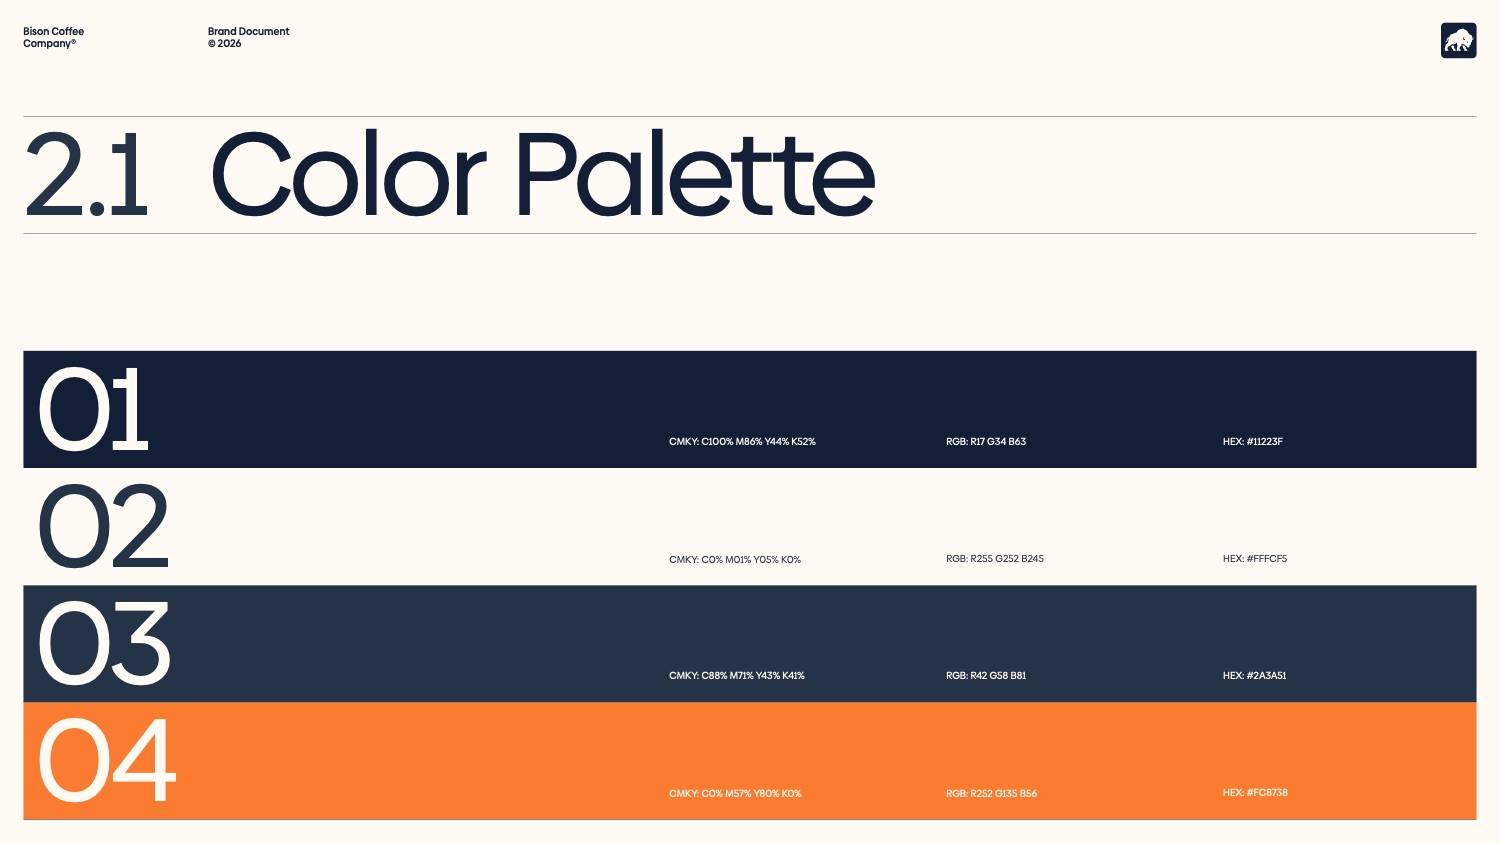 Bison Coffee
Company®
Brand Document
© 2026
2.1 Color Palette
01
CMKY: C100% M86% Y44% K52%
RGB: R17 G34 B63
HEX: #11223F
02
CMKY: C0% M01% Y05% K0%
RGB: R255 G252 B245
HEX: #FFFCF5
03
CMKY: C88% M71% Y43% K41%
RGB: R42 G58 B81
HEX: #2A3A51
04
CMKY: C0% M57% Y80% K0%
RGB: R252 G135 B56
HEX: #FC8738